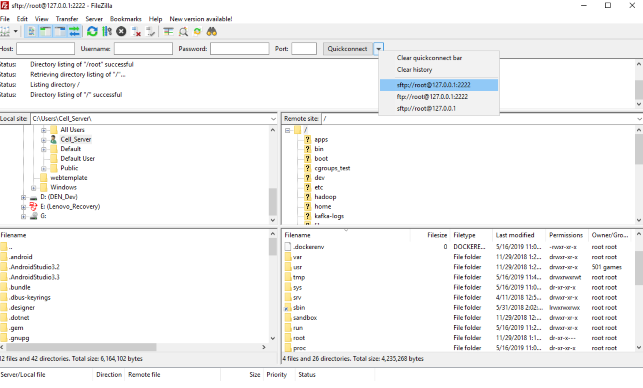 sftp://root@127.0.0.1:2222 - FileZilla
File Edit View Transfer Server Bookmarks Help New version available!
Host: Username: Password: Port: Quickconnect
Clear quickconnect bar
Clear history
sftp://root@127.0.0.1:2222
ftp://root@127.0.0.1:2222
sftp://root@127.0.0.1
Status: Directory listing of "/root" successful
Status: Retrieving directory listing of "/"...
Status: Listing directory /
Status: Directory listing of "/" successful
Local site: C:\Users\Cell_Server\
All Users
Cell_Server
Default
Default User
Public
webtemplate
Windows
D: (DEN_Dev)
E: (Lenovo_Recovery)
G:
Remote site: /
/
apps
bin
boot
cgroups_test
dev
etc
hadoop
home
kafka-logs
Filename
..
.android
.AndroidStudio3.2
.AndroidStudio3.3
.bundle
.dbus-keyrings
.designer
.dotnet
.gem
.gnupg
12 files and 42 directories. Total size: 6,164,102 bytes
Filename Filesize Filetype Last modified Permissions Owner/Gro...
.dockerenv 0 DOCKERE... 5/16/2019 11:0... -rwxr-xr-x root root
var File folder 11/29/2018 1:2... drwxr-xr-x root root
usr File folder 11/29/2018 1:2... drwxr-xr-x 501 games
tmp File folder 5/16/2019 11:4... drwxrwxrwt root root
sys File folder 5/16/2019 11:0... dr-xr-xr-x root root
srv File folder 4/11/2018 12:5... drwxr-xr-x root root
sbin File folder 5/31/2018 2:02:... lrwxrwxrwx root root
sandbox File folder 11/29/2018 12:... drwxr-xr-x root root
run File folder 5/16/2019 11:2... drwxr-xr-x root root
root File folder 11/29/2018 1:1... dr-xr-x--- root root
proc File folder 5/16/2019 11:0... dr-xr-xr-x root root
4 files and 26 directories. Total size: 4,235,268 bytes
Server/Local file Direction Remote file Size Priority Status